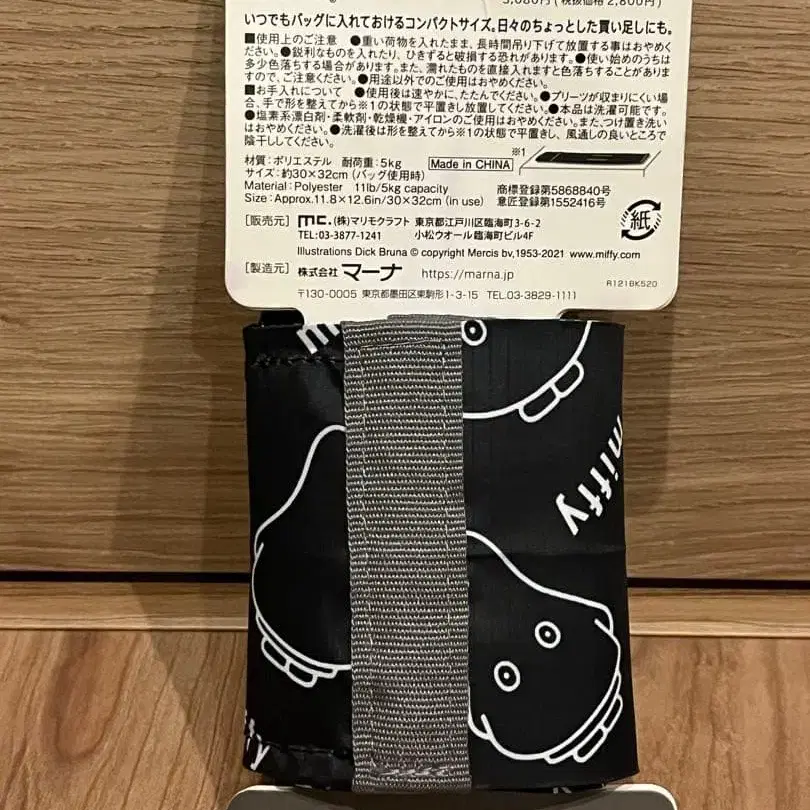 3,080円(税抜価格 2,800円)
いつでもバッグに入れておけるコンパクトサイズ。日々のちょっとした買い足しにも。
■使用上のご注意 ●重い荷物を入れたまま、長時間吊り下げて放置する事はおやめく
ださい。●鋭利なものを入れたり、ひきずると破損する恐れがあります。●使い始めのうちは
多少色落ちする場合があります。また、濡れたものを直接入れますと色落ちすることがありま
すので、ご注意ください。●用途以外でのご使用はおやめください。
■お手入れについて ●使用後は速やかに、たたんでください。●プリーツが収まりにくい場
合、手で形を整えてから※1の状態で平置きし放置してください。●本品は洗濯可能です。
●塩素系漂白剤・柔軟剤・乾燥機・アイロンのご使用はおやめください。またつけ置き洗い
はおやめください。●洗濯後は形を整えてから※1の状態で平置きし、風通しの良いところで
陰干ししてください。
材質：ポリエステル 耐荷重：5kg Made in CHINA ※1
サイズ：約30×32cm（バッグ使用時）
Material：Polyester 11lb/5kg capacity 商標登録第5868840号
Size：Approx.11.8×12.6in/30×32cm (in use) 意匠登録第1552416号
紙
［販売元］ mc. (株)マリモクラフト 東京都江戸川区臨海町3-6-2
TEL:03-3877-1241 小松ウオール臨海町ビル4F
Illustrations Dick Bruna © copyright Mercis bv,1953-2021 www.miffy.com
［製造元］ 株式会社 マーナ https://marna.jp
〒130-0005 東京都墨田区東駒形1-3-15 TEL.03-3829-1111
R121BK520
m
miffy
ffy